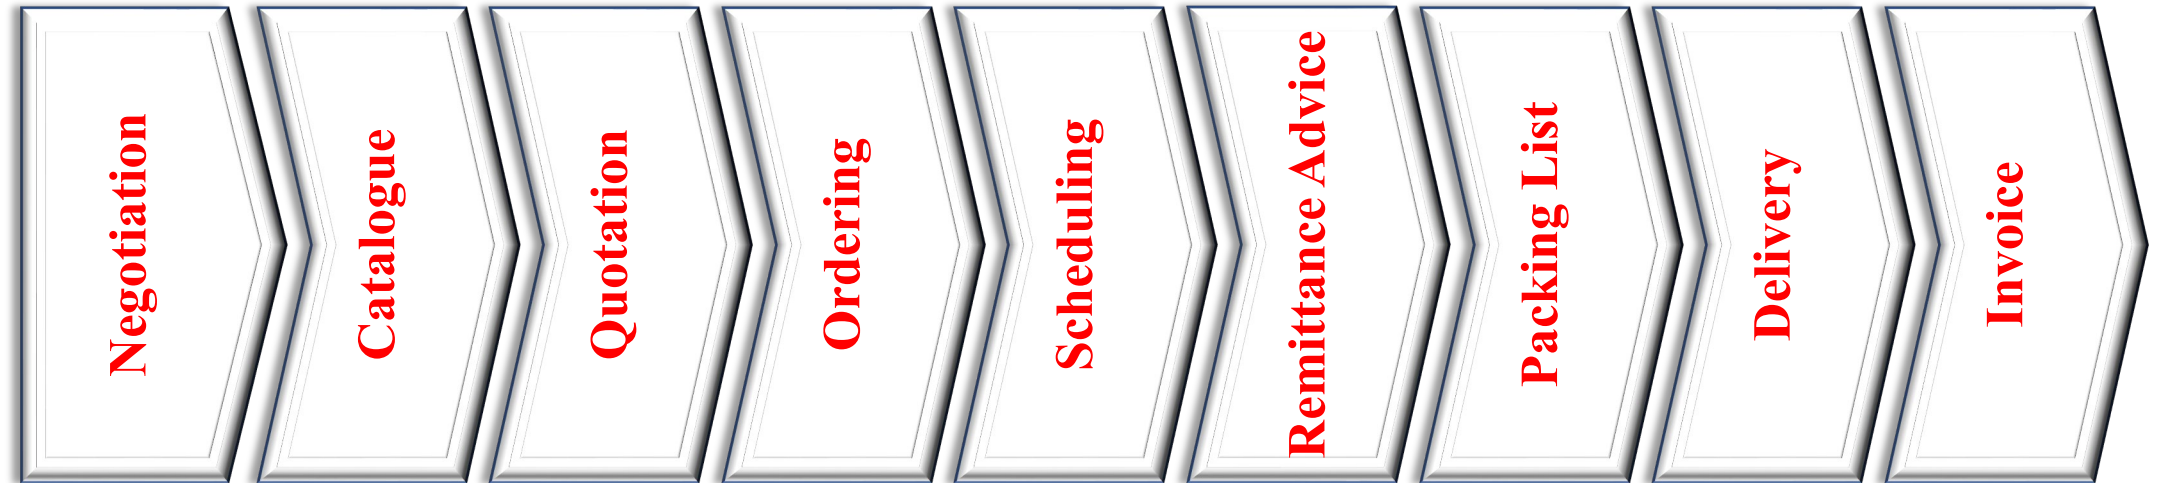 Negotiation
Catalogue
Quotation
Ordering
Scheduling
Remittance Advice
Packing List
Delivery
Invoice